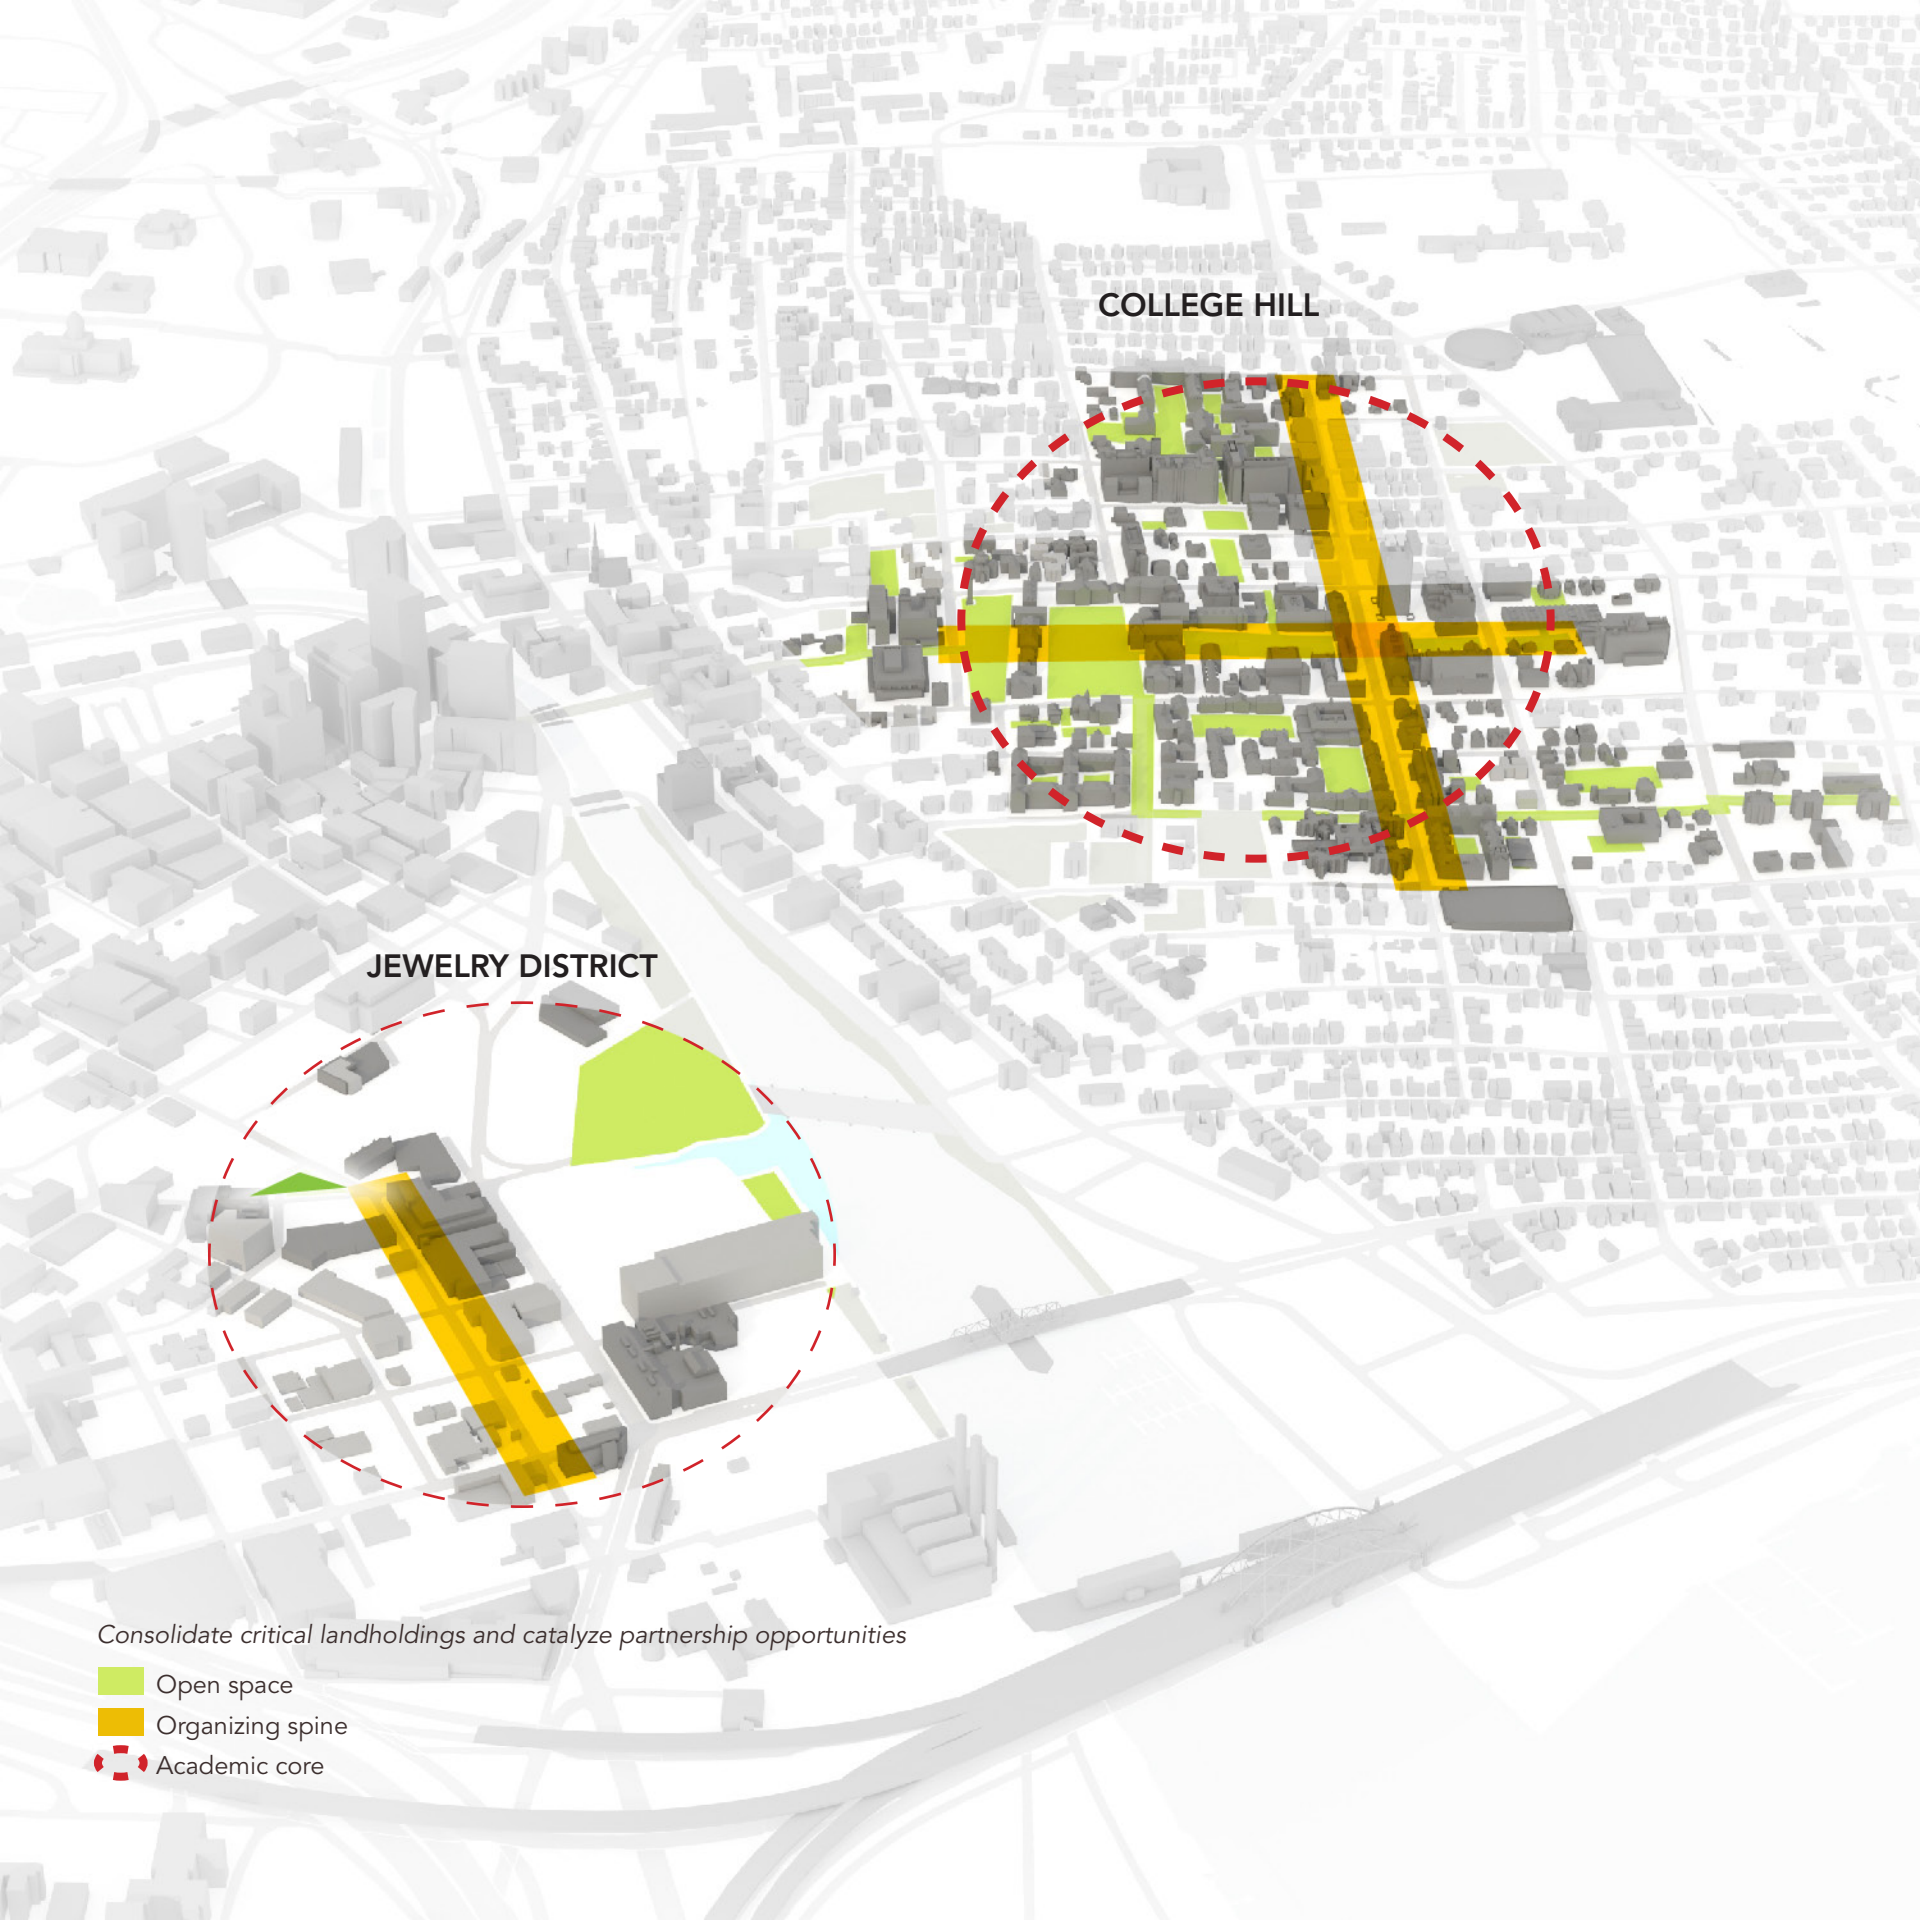 COLLEGE HILL
JEWELRY DISTRICT
Consolidate critical landholdings and catalyze partnership opportunities
Open space
Organizing spine
Academic core